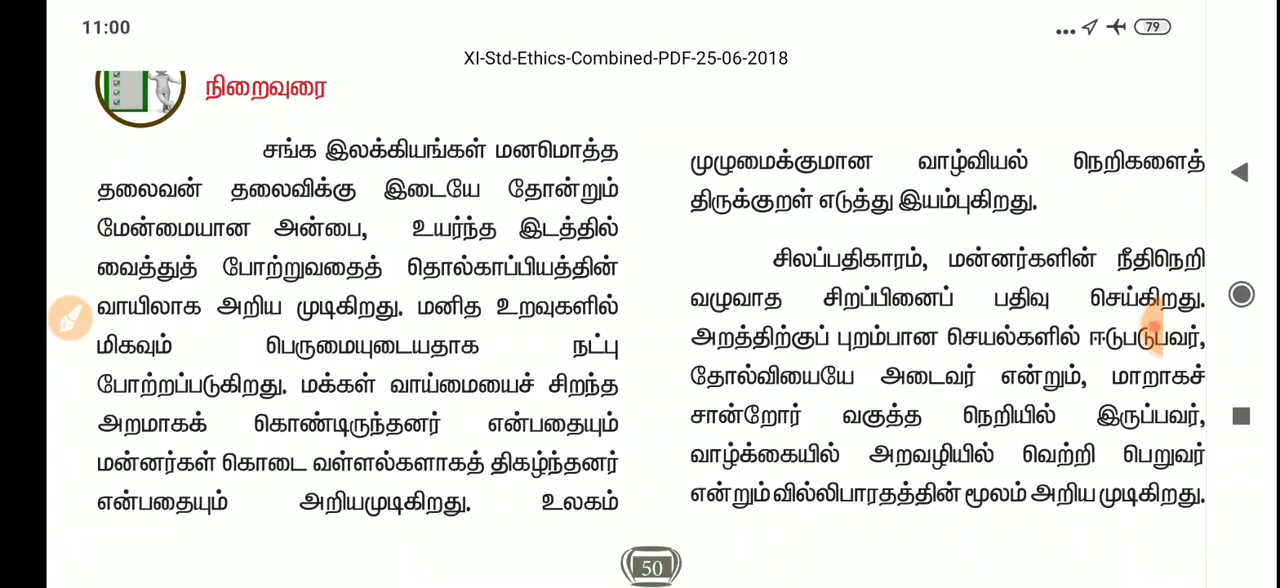 11:00
79
XI-Std-Ethics-Combined-PDF-25-06-2018
நிறைவுரை
சங்க இலக்கியங்கள் மனமொத்த
தலைவன் தலைவிக்கு இடையே தோன்றும்
மேன்மையான அன்பை, உயர்ந்த இடத்தில்
வைத்துத் போற்றுவதைத் தொல்காப்பியத்தின்
வாயிலாக அறிய முடிகிறது. மனித உறவுகளில்
மிகவும் பெருமையுடையதாக நட்பு
போற்றப்படுகிறது. மக்கள் வாய்மையைச் சிறந்த
அறமாகக் கொண்டிருந்தனர் என்பதையும்
மன்னர்கள் கொடை வள்ளல்களாகத் திகழ்ந்தனர்
என்பதையும் அறியமுடிகிறது. உலகம்
முழுமைக்குமான வாழ்வியல் நெறிகளைத்
திருக்குறள் எடுத்து இயம்புகிறது.
சிலப்பதிகாரம், மன்னர்களின் நீதிநெறி
வழுவாத சிறப்பினைப் பதிவு செய்கிறது.
அறத்திற்குப் புறம்பான செயல்களில் ஈடுபடுபவர்,
தோல்வியையே அடைவர் என்றும், மாறாகச்
சான்றோர் வகுத்த நெறியில் இருப்பவர்,
வாழ்க்கையில் அறவழியில் வெற்றி பெறுவர்
என்றும் வில்லிபாரதத்தின் மூலம் அறிய முடிகிறது.
50